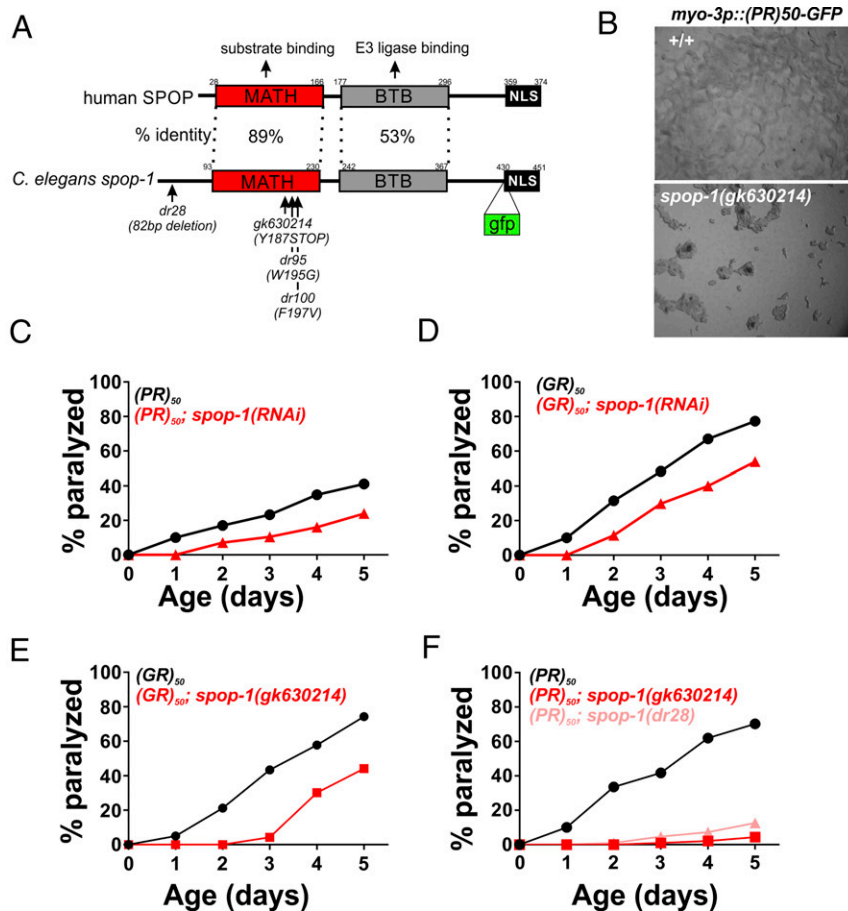 A
substrate binding
E3 ligase binding
28 166 177 296 359 374
human SPOP MATH BTB NLS
% identity 89% 53%
93 230 242 367 430 451
C. elegans spop-1 MATH BTB NLS
dr28
(82bp deletion)
gk630214
(Y187STOP)
dr95
(W195G)
dr100
(F197V)
gfp
B
myo-3p::(PR)50-GFP
+/+
spop-1(gk630214)
C
(PR)50
(PR)50; spop-1(RNAi)
% paralyzed
100
80
60
40
20
0
0 1 2 3 4 5
Age (days)
D
(GR)50
(GR)50; spop-1(RNAi)
% paralyzed
100
80
60
40
20
0
0 1 2 3 4 5
Age (days)
E
(GR)50
(GR)50; spop-1(gk630214)
% paralyzed
100
80
60
40
20
0
0 1 2 3 4 5
Age (days)
F
(PR)50
(PR)50; spop-1(gk630214)
(PR)50; spop-1(dr28)
% paralyzed
100
80
60
40
20
0
0 1 2 3 4 5
Age (days)